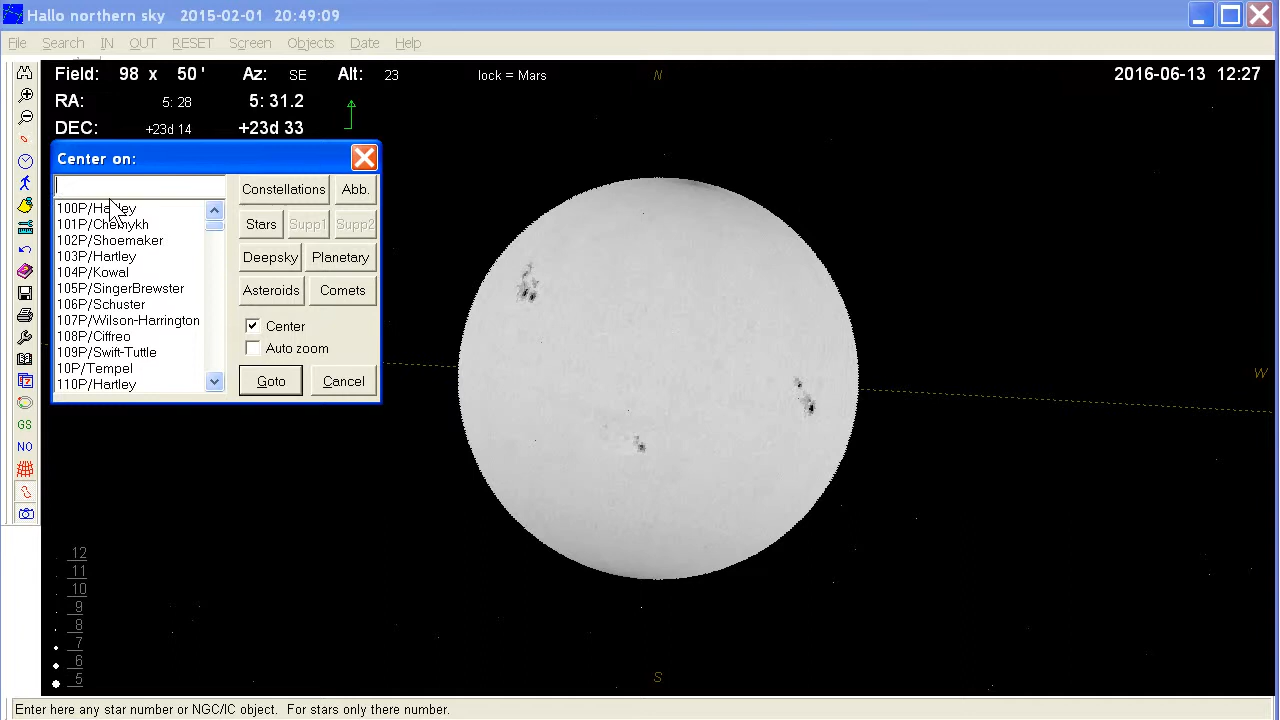 Hallo northern sky 2015-02-01 20:49:09
File Search IN OUT RESET Screen Objects Date Help
Field: 98 x 50 ' Az: SE Alt: 23 lock = Mars N 2016-06-13 12:27
RA: 5: 28 5: 31.2
DEC: +23d 14 +23d 33
Center on:
Constellations Abb.
100P/Hartley
101P/Chernykh
102P/Shoemaker
103P/Hartley
104P/Kowal
105P/SingerBrewster
106P/Schuster
107P/Wilson-Harrington
108P/Ciffreo
109P/Swift-Tuttle
10P/Tempel
110P/Hartley
Stars Supp1 Supp2
Deepsky Planetary
Asteroids Comets
Center
Auto zoom
Goto Cancel
W
GS
NO
12
11
10
9
8
7
6
5
S
Enter here any star number or NGC/IC object. For stars only there number.